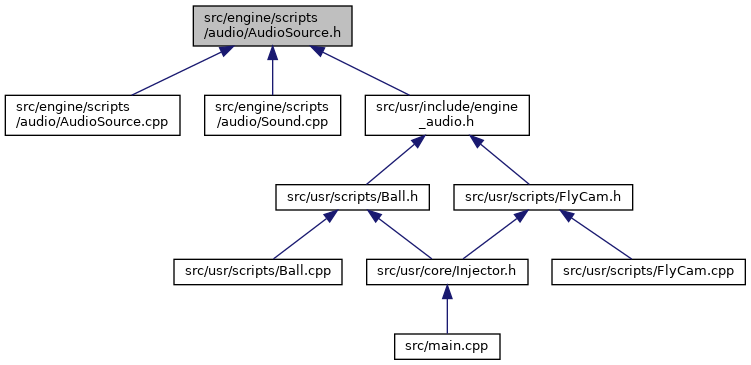 src/engine/scripts
/audio/AudioSource.h
src/engine/scripts
/audio/AudioSource.cpp
src/engine/scripts
/audio/Sound.cpp
src/usr/include/engine
_audio.h
src/usr/scripts/Ball.h
src/usr/scripts/FlyCam.h
src/usr/scripts/Ball.cpp
src/usr/core/Injector.h
src/usr/scripts/FlyCam.cpp
src/main.cpp